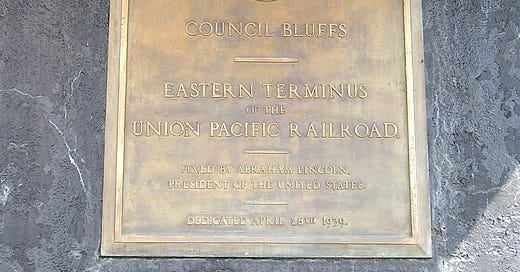 COUNCIL BLUFFS
EASTERN TERMINUS
OF THE
UNION PACIFIC RAILROAD
FIXED BY ABRAHAM LINCOLN,
PRESIDENT OF THE UNITED STATES.
DEDICATED APRIL 28TH 1939.